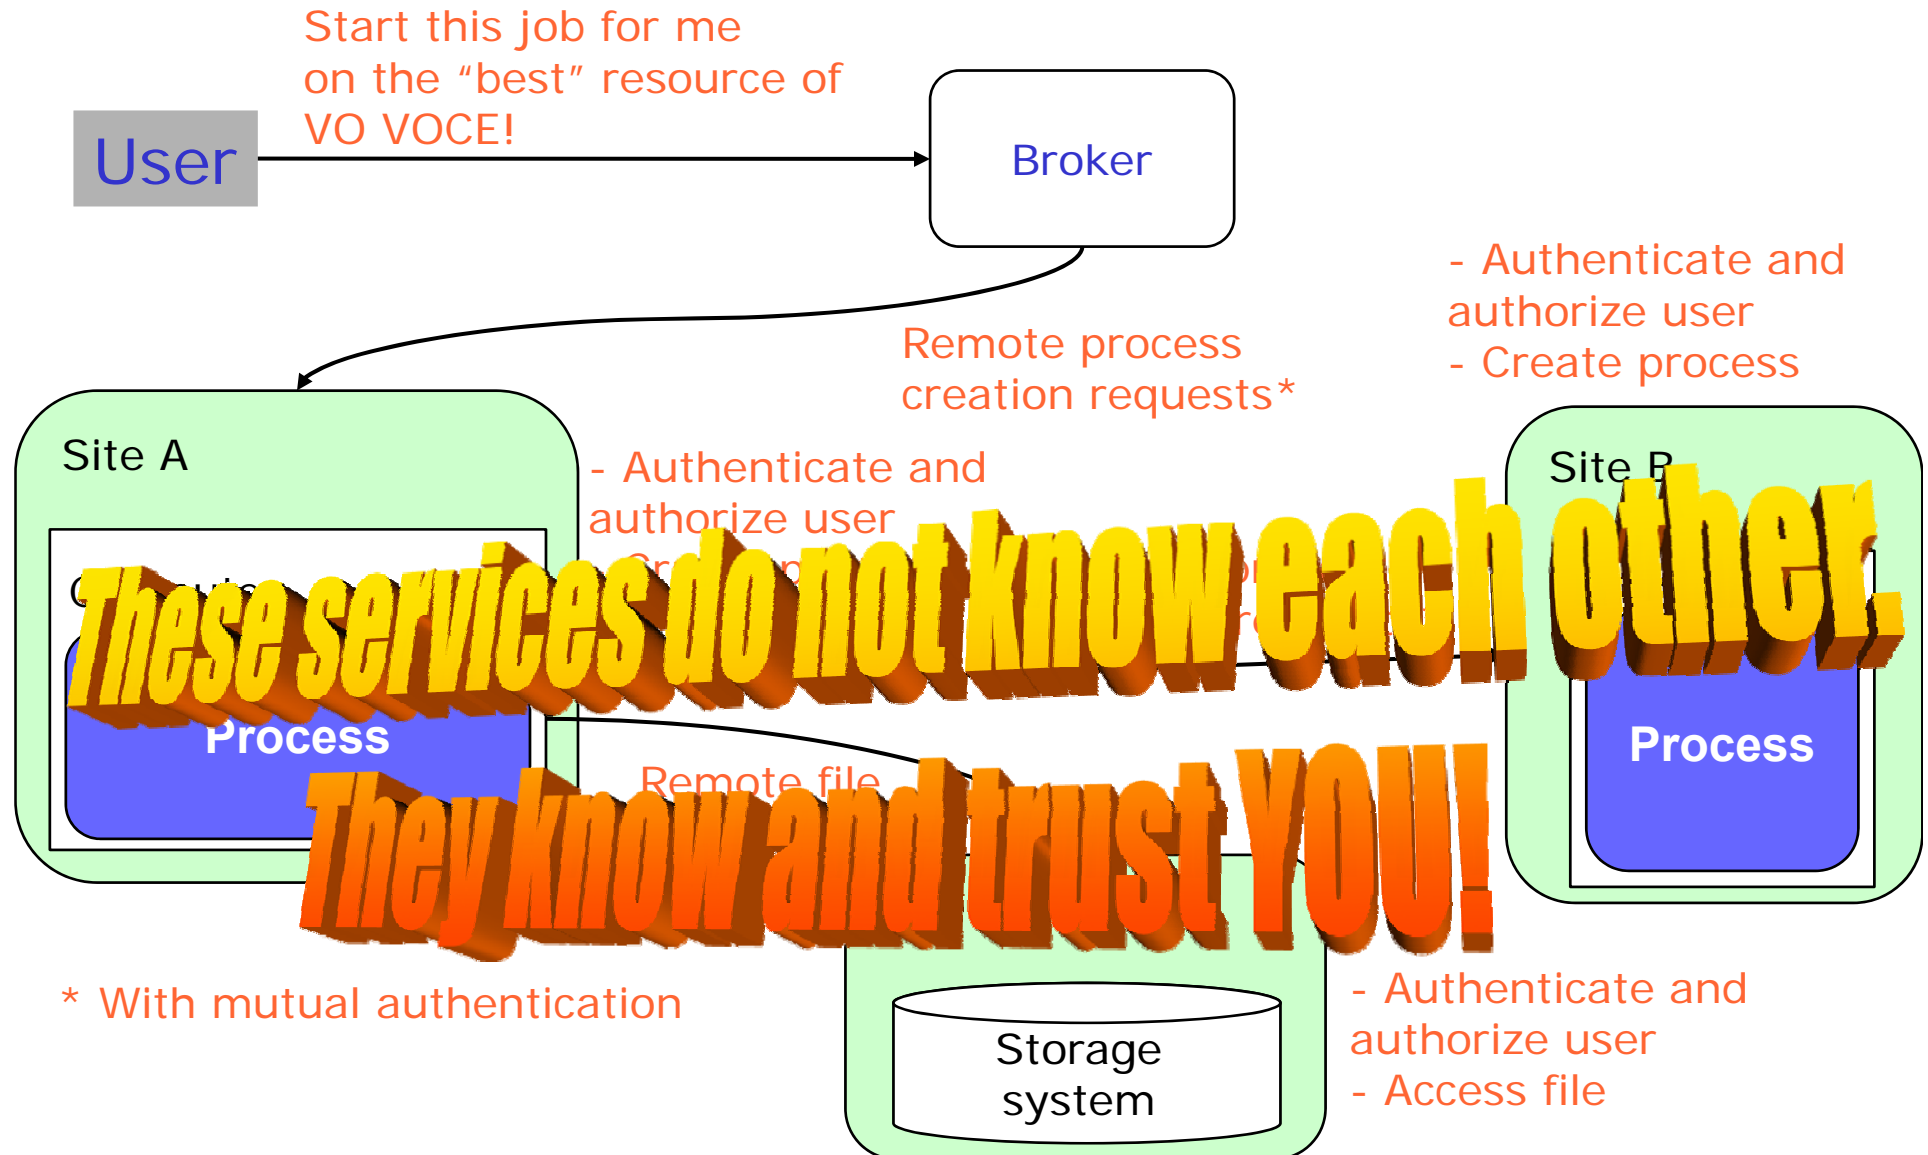 Start this job for me
on the “best” resource of
VO VOCE!
User
Broker
- Authenticate and
authorize user
- Create process
Remote process
creation requests*
Site A
- Authenticate and
authorize user
Site B
These services do not know each other.
Process
Process
Remote file
They know and trust YOU!
* With mutual authentication
Storage
system
- Authenticate and
authorize user
- Access file